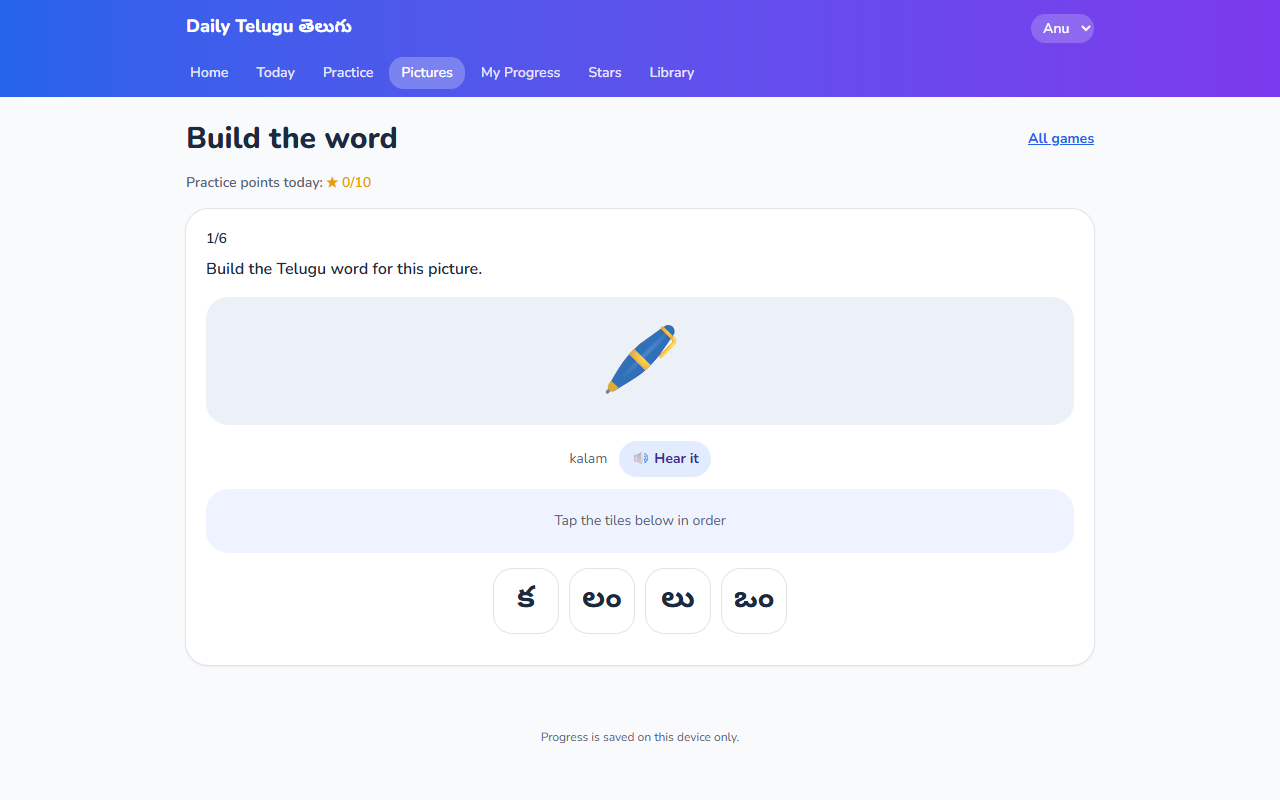 Daily Telugu తెలుగు
Anu
Home Today Practice Pictures My Progress Stars Library
Build the word
All games
Practice points today: ★ 0/10
1/6
Build the Telugu word for this picture.
kalam 🔊 Hear it
Tap the tiles below in order
క లం లు ఒం
Progress is saved on this device only.